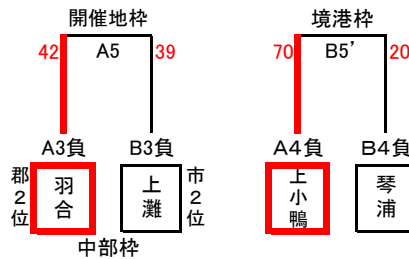 開催地枠
境港枠
42 A5 39
70 B5’ 20
A3負 B3負
A4負 B4負
郡2位
羽合
上灘
市2位
上小鴨
琴浦
中部枠